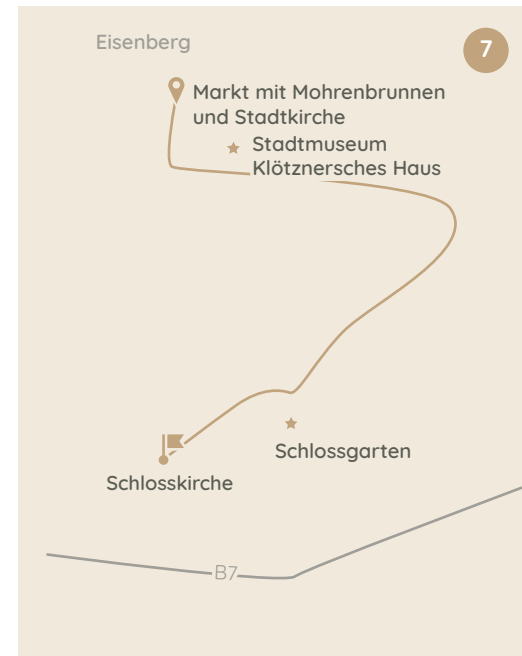 Eisenberg
7
Markt mit Mohrenbrunnen
und Stadtkirche
Stadtmuseum
Klötznersches Haus
Schlossgarten
Schlosskirche
B7